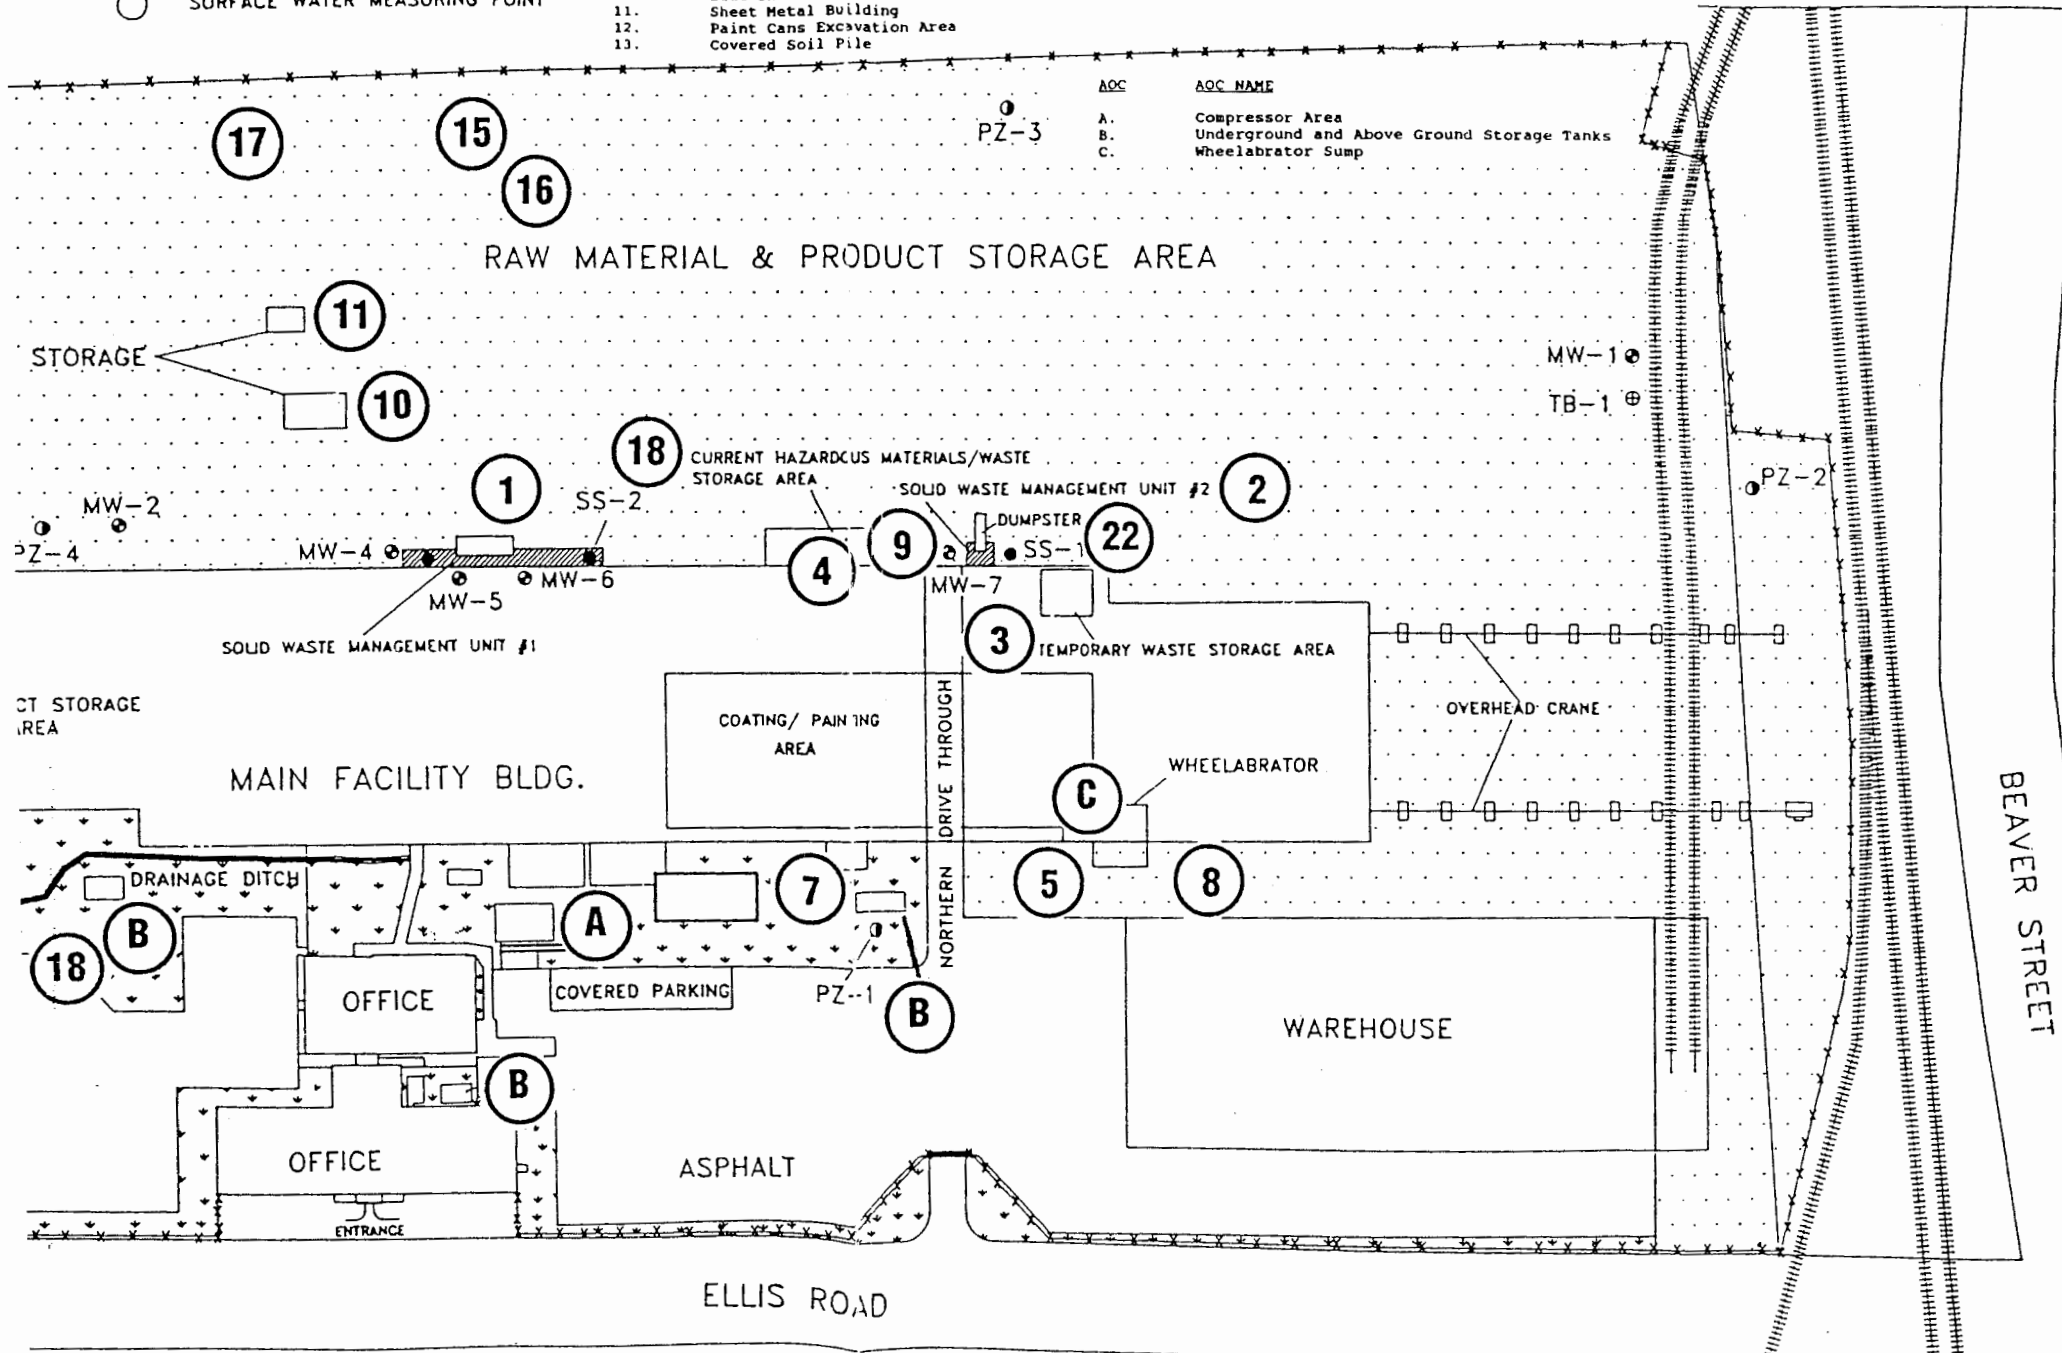 SURFACE WATER MEASURING POINT
11. Sheet Metal Building
12. Paint Cans Excavation Area
13. Covered Soil Pile
AOC AOC NAME
A. Compressor Area
B. Underground and Above Ground Storage Tanks
C. Wheelabrator Sump
17
15
16
PZ-3
RAW MATERIAL & PRODUCT STORAGE AREA
11
STORAGE
10
MW-1
TB-1
18
CURRENT HAZARDOUS MATERIALS/WASTE
STORAGE AREA
1
SS-2
SOLID WASTE MANAGEMENT UNIT #2
2
PZ-2
MW-2
PZ-4
MW-4
MW-5
MW-6
4
9
DUMPSTER
SS-1
22
MW-7
SOLID WASTE MANAGEMENT UNIT #1
3
TEMPORARY WASTE STORAGE AREA
CT STORAGE
AREA
COATING/ PAINTING
AREA
OVERHEAD CRANE
MAIN FACILITY BLDG.
NORTHERN DRIVE THROUGH
WHEELABRATOR
C
BEAVER STREET
DRAINAGE DITCH
7
5
8
B
A
18
OFFICE
COVERED PARKING
PZ-1
B
WAREHOUSE
B
OFFICE
ASPHALT
ENTRANCE
ELLIS ROAD